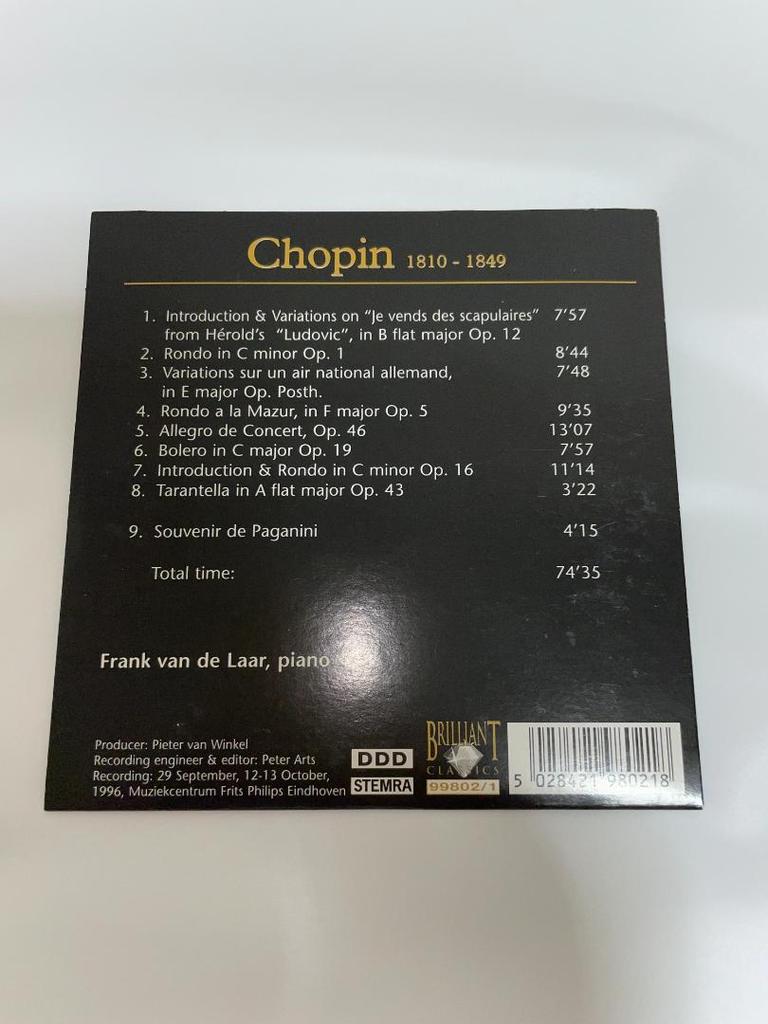 Chopin 1810 - 1849
1. Introduction & Variations on "Je vends des scapulaires" 7'57
from Hérold's "Ludovic", in B flat major Op. 12
2. Rondo in C minor Op. 1 8'44
3. Variations sur un air national allemand, 7'48
in E major Op. Posth.
4. Rondo a la Mazur, in F major Op. 5 9'35
5. Allegro de Concert, Op. 46 13'07
6. Bolero in C major Op. 19 7'57
7. Introduction & Rondo in C minor Op. 16 11'14
8. Tarantella in A flat major Op. 43 3'22
9. Souvenir de Paganini 4'15
Total time: 74'35
Frank van de Laar, piano
Producer: Pieter van Winkel
Recording engineer & editor: Peter Arts
Recording: 29 September, 12-13 October,
1996, Muziekcentrum Frits Philips Eindhoven
DDD
STEMRA
BRILLIANT
CLASSICS
99802/1
5 028421 980218